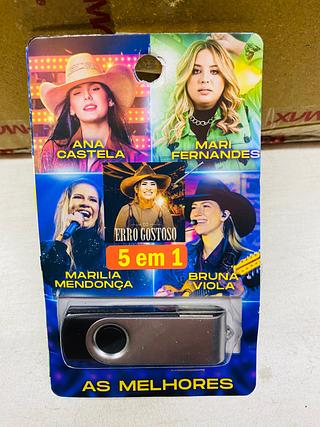 ANA
CASTELA
MARI
FERNANDES
ERRO GOSTOSO
5 em 1
MARILIA
MENDONÇA
BRUNA
VIOLA
AS MELHORES